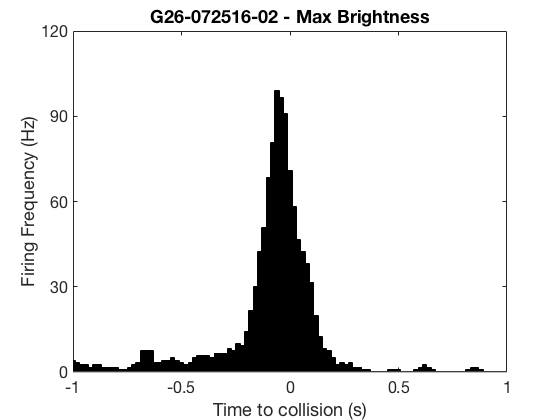 G26-072516-02 - Max Brightness
120
90
60
30
0
Firing Frequency (Hz)
-1 -0.5 0 0.5 1
Time to collision (s)